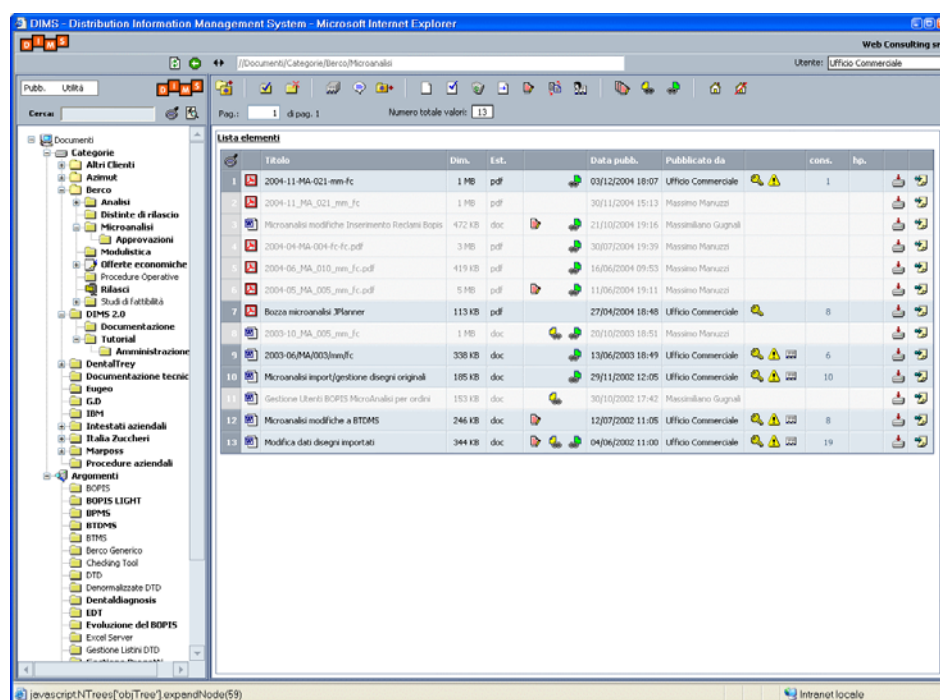 DIMS - Distribution Information Management System - Microsoft Internet Explorer
D I M S
Web Consulting sr
//Documenti/Categorie/Berco/Microanalisi
Utente: Ufficio Commerciale
Pubb. Utilità D I M S
Cerca:
Pag.: 1 di pag. 1 Numero totale valori: 13
Documenti
Categorie
Altri Clienti
Azimut
Berco
Analisi
Distinte di rilascio
Microanalisi
Approvazioni
Modulistica
Offerte economiche
Procedure Operative
Rilasci
Studi di fattibilità
DIMS 2.0
Documentazione
Tutorial
Amministrazione
DentalTrey
Documentazione tecnic
Eugeo
G.D
IBM
Intestati aziendali
Italia Zuccheri
Marposs
Procedure aziendali
Argomenti
BOPIS
BOPIS LIGHT
BPMS
BTDMS
BTMS
Berco Generico
Checking Tool
DTD
Denormalizzate DTD
Dentaldiagnosis
EDT
Evoluzione del BOPIS
Excel Server
Gestione Listini DTD
Lista elementi
Titolo Dim. Est. Data pubb. Pubblicato da cons. hp.
1 2004-11-MA-021-mm-fc 1 MB pdf 03/12/2004 18:07 Ufficio Commerciale 1
2 2004-11_MA_021_mm_fc 1 MB pdf 30/11/2004 15:13 Massimo Manuzzi
3 Microanalisi modifiche Inserimento Reclami Bopis 472 KB doc 21/10/2004 19:16 Massimiliano Gugnali
4 2004-04-MA-004-fc-fc.pdf 3 MB pdf 30/07/2004 19:39 Massimo Manuzzi
5 2004-06_MA_010_mm_fc.pdf 419 KB pdf 16/06/2004 09:53 Massimo Manuzzi
6 2004-05_MA_005_mm_fc.pdf 5 MB pdf 11/06/2004 19:11 Massimo Manuzzi
7 Bozza microanalisi JPlanner 113 KB pdf 27/04/2004 18:48 Ufficio Commerciale 8
8 2003-10_MA_005_mm_fc 1 MB doc 20/10/2003 18:51 Massimo Manuzzi
9 2003-06/MA/003/mm/fc 338 KB doc 13/06/2003 18:49 Ufficio Commerciale 6
10 Microanalisi import/gestione disegni originali 185 KB doc 29/11/2002 12:05 Ufficio Commerciale 10
11 Gestione Utenti BOPIS MicroAnalisi per ordini 153 KB doc 30/10/2002 17:42 Massimiliano Gugnali
12 Microanalisi modifiche a BTDMS 246 KB doc 12/07/2002 11:05 Ufficio Commerciale 8
13 Modifica dati disegni importati 344 KB doc 04/06/2002 11:00 Ufficio Commerciale 19
javascript:NTrees['objTree'].expandNode(59)
Intranet locale